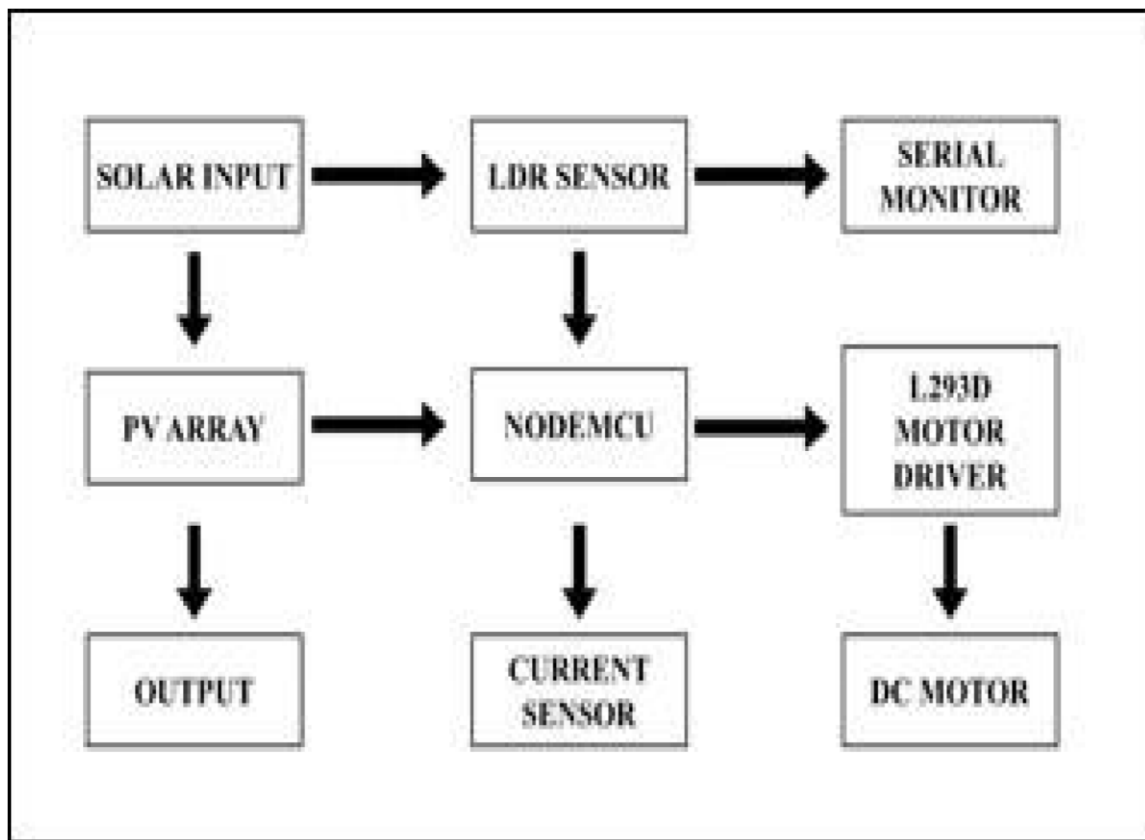 SOLAR INPUT
LDR SENSOR
SERIAL
MONITOR
PV ARRAY
NODEMCU
L293D
MOTOR
DRIVER
OUTPUT
CURRENT
SENSOR
DC MOTOR